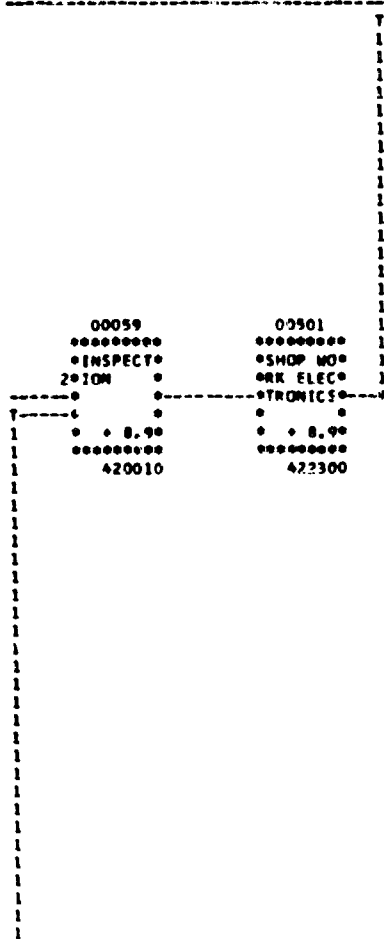 00059 00501
INSPECT SHOP WO
2 ION RK ELEC
TRONICS
+ 8.9 + 8.9
420010 422300